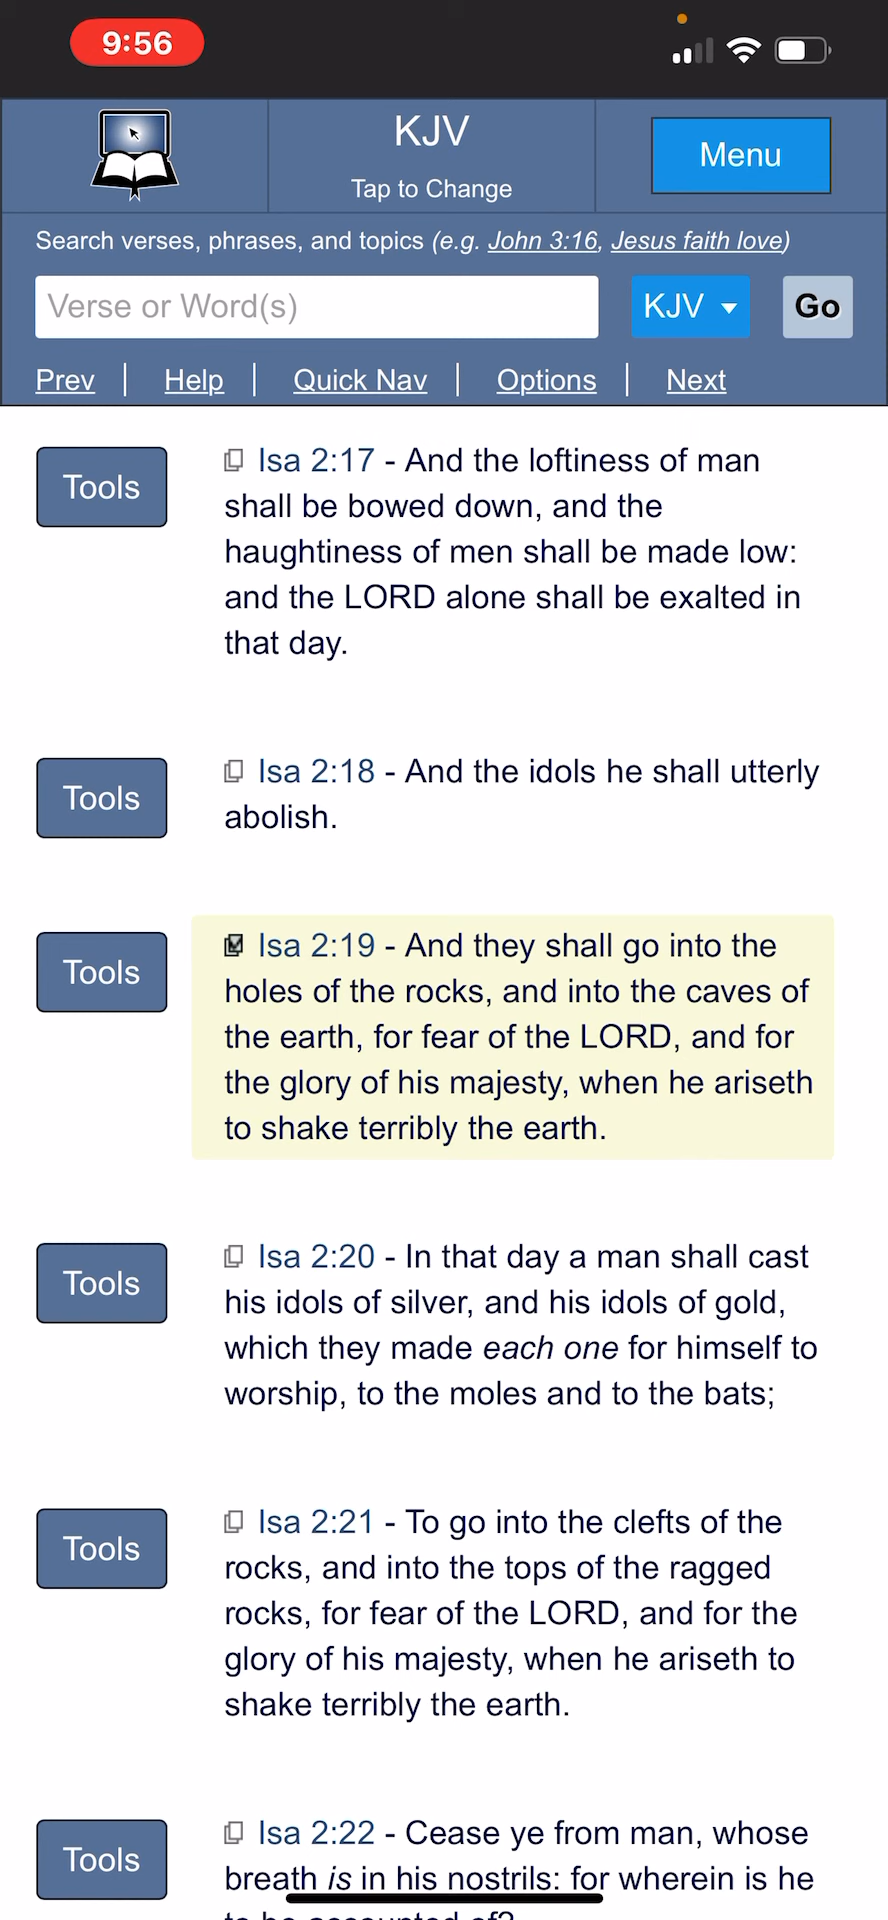 9:56
KJV
Tap to Change
Menu
Search verses, phrases, and topics (e.g. John 3:16, Jesus faith love)
Verse or Word(s)
KJV
Go
Prev | Help | Quick Nav | Options | Next
Tools
Isa 2:17 - And the loftiness of man
shall be bowed down, and the
haughtiness of men shall be made low:
and the LORD alone shall be exalted in
that day.
Tools
Isa 2:18 - And the idols he shall utterly
abolish.
Tools
Isa 2:19 - And they shall go into the
holes of the rocks, and into the caves of
the earth, for fear of the LORD, and for
the glory of his majesty, when he ariseth
to shake terribly the earth.
Tools
Isa 2:20 - In that day a man shall cast
his idols of silver, and his idols of gold,
which they made each one for himself to
worship, to the moles and to the bats;
Tools
Isa 2:21 - To go into the clefts of the
rocks, and into the tops of the ragged
rocks, for fear of the LORD, and for the
glory of his majesty, when he ariseth to
shake terribly the earth.
Tools
Isa 2:22 - Cease ye from man, whose
breath is in his nostrils: for wherein is he
to be accounted of?